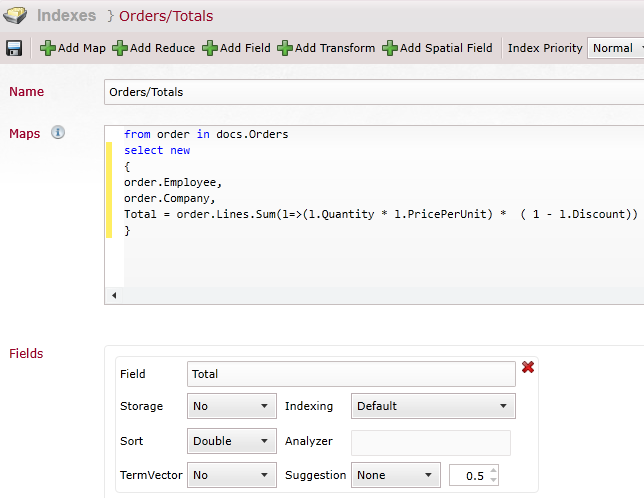 Indexes } Orders/Totals
Add Map Add Reduce Add Field Add Transform Add Spatial Field Index Priority Normal
Name Orders/Totals
Maps
from order in docs.Orders
select new
{
order.Employee,
order.Company,
Total = order.Lines.Sum(l=>(l.Quantity * l.PricePerUnit) *  ( 1 - l.Discount))
}
Fields
Field Total
Storage No Indexing Default
Sort Double Analyzer
TermVector No Suggestion None 0.5